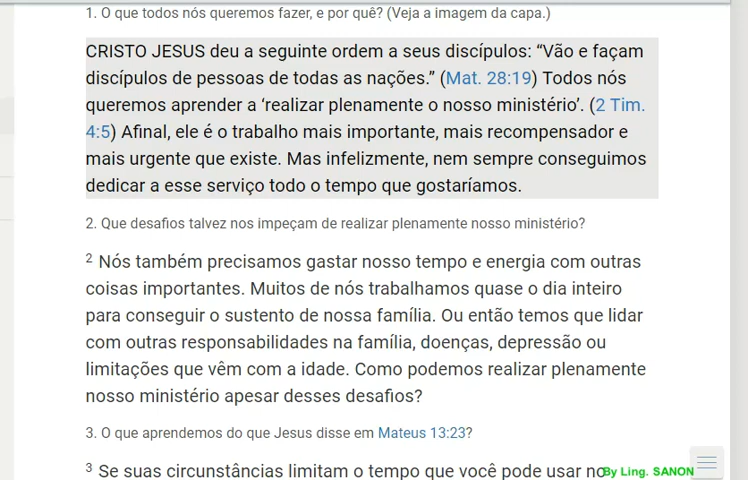 1. O que todos nós queremos fazer, e por quê? (Veja a imagem da capa.)
CRISTO JESUS deu a seguinte ordem a seus discípulos: “Vão e façam
discípulos de pessoas de todas as nações.” (Mat. 28:19) Todos nós
queremos aprender a ‘realizar plenamente o nosso ministério’. (2 Tim.
4:5) Afinal, ele é o trabalho mais importante, mais recompensador e
mais urgente que existe. Mas infelizmente, nem sempre conseguimos
dedicar a esse serviço todo o tempo que gostaríamos.
2. Que desafios talvez nos impeçam de realizar plenamente nosso ministério?
2 Nós também precisamos gastar nosso tempo e energia com outras
coisas importantes. Muitos de nós trabalhamos quase o dia inteiro
para conseguir o sustento de nossa família. Ou então temos que lidar
com outras responsabilidades na família, doenças, depressão ou
limitações que vêm com a idade. Como podemos realizar plenamente
nosso ministério apesar desses desafios?
3. O que aprendemos do que Jesus disse em Mateus 13:23?
3 Se suas circunstâncias limitam o tempo que você pode usar no
By Ling. SANON